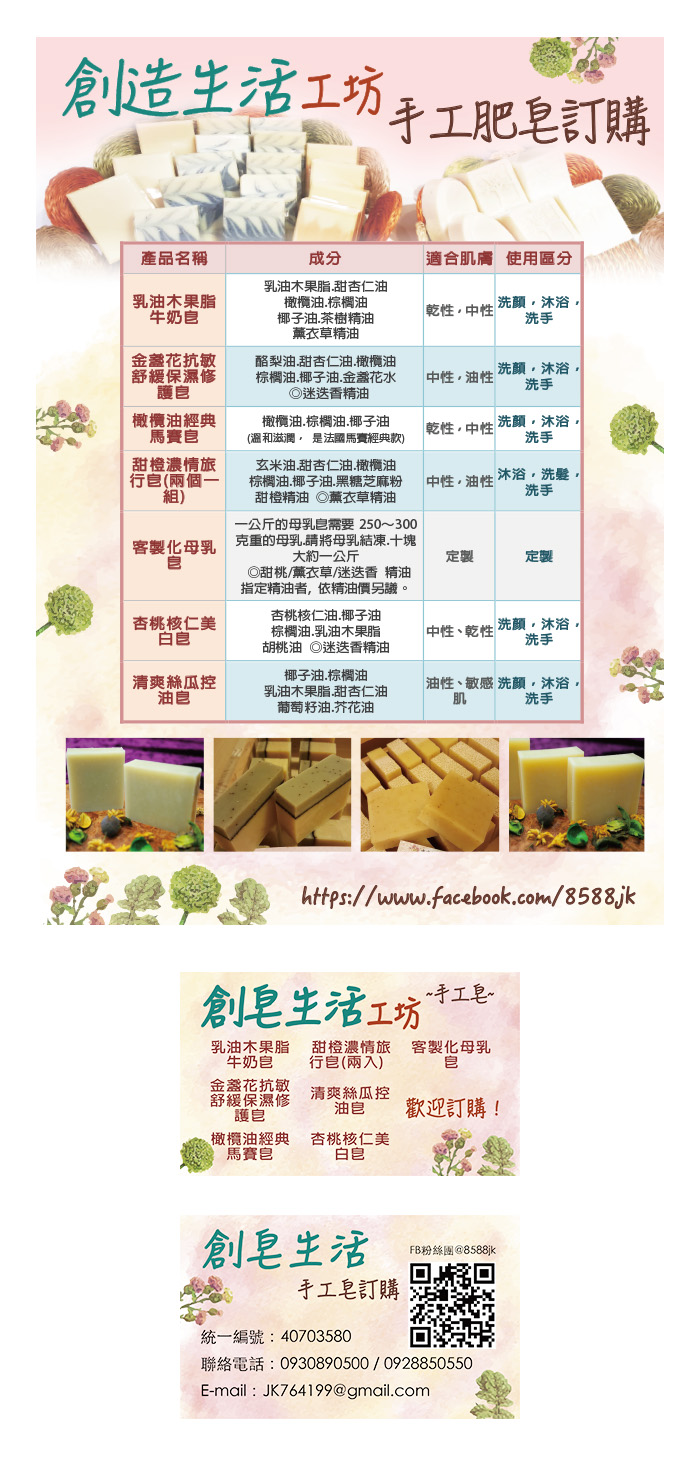 創造生活工坊
手工肥皂訂購
產品名稱 成分 適合肌膚 使用區分
乳油木果脂
牛奶皂
乳油木果脂.甜杏仁油
橄欖油.棕櫚油
椰子油.茶樹精油
薰衣草精油
乾性，中性
洗顏，沐浴，
洗手
金盞花抗敏
舒緩保濕修
護皂
酪梨油.甜杏仁油.橄欖油
棕櫚油.椰子油.金盞花水
◎迷迭香精油
中性，油性
洗顏，沐浴，
洗手
橄欖油經典
馬賽皂
橄欖油.棕櫚油.椰子油
(溫和滋潤， 是法國馬賽經典款)
乾性，中性
洗顏，沐浴，
洗手
甜橙濃情旅
行皂(兩個一
組)
玄米油.甜杏仁油.橄欖油
棕櫚油.椰子油.黑糖芝麻粉
甜橙精油 ◎薰衣草精油
中性，油性
沐浴，洗髮，
洗手
客製化母乳
皂
一公斤的母乳皂需要 250～300
克重的母乳.請將母乳結凍.十塊
大約一公斤
◎甜桃/薰衣草/迷迭香 精油
指定精油者, 依精油價另議。
定製
定製
杏桃核仁美
白皂
杏桃核仁油.椰子油
棕櫚油.乳油木果脂
胡桃油 ◎迷迭香精油
中性、乾性
洗顏，沐浴，
洗手
清爽絲瓜控
油皂
椰子油.棕櫚油
乳油木果脂.甜杏仁油
葡萄籽油.芥花油
油性、敏感
肌
洗顏，沐浴，
洗手
https://www.facebook.com/8588jk
創皂生活工坊
~手工皂~
乳油木果脂
牛奶皂
甜橙濃情旅
行皂(兩入)
客製化母乳
皂
金盞花抗敏
舒緩保濕修
護皂
清爽絲瓜控
油皂
歡迎訂購！
橄欖油經典
馬賽皂
杏桃核仁美
白皂
創皂生活
手工皂訂購
FB粉絲團@8588jk
統一編號：40703580
聯絡電話：0930890500 / 0928850550
E-mail：JK764199@gmail.com